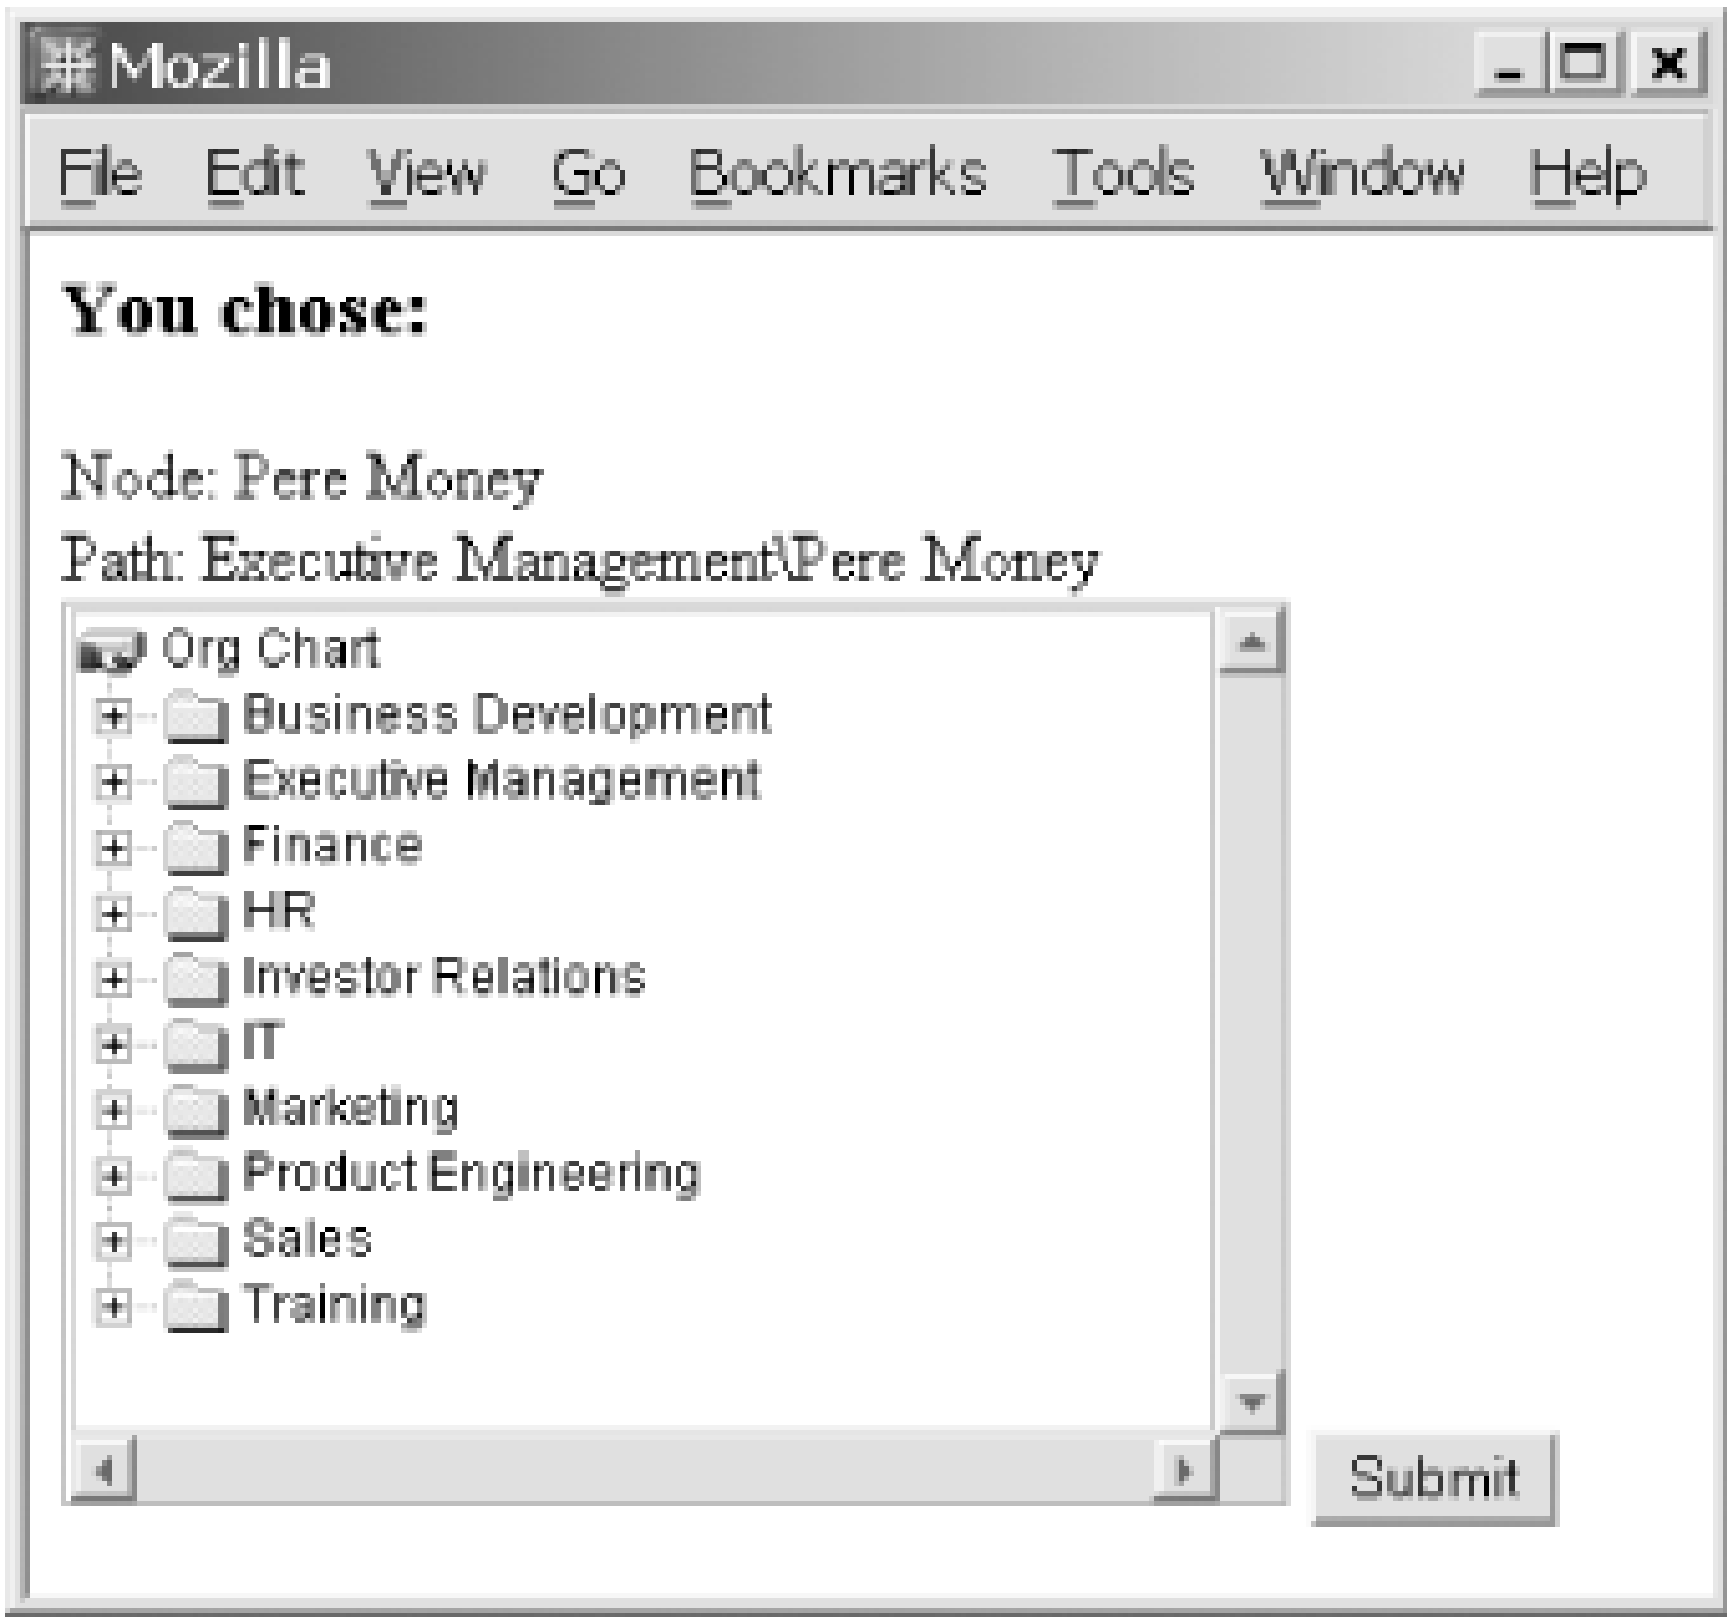 Mozilla
File Edit View Go Bookmarks Tools Window Help
You chose:
Node: Pere Money
Path: Executive Management\Pere Money
Org Chart
Business Development
Executive Management
Finance
HR
Investor Relations
IT
Marketing
Product Engineering
Sales
Training
Submit